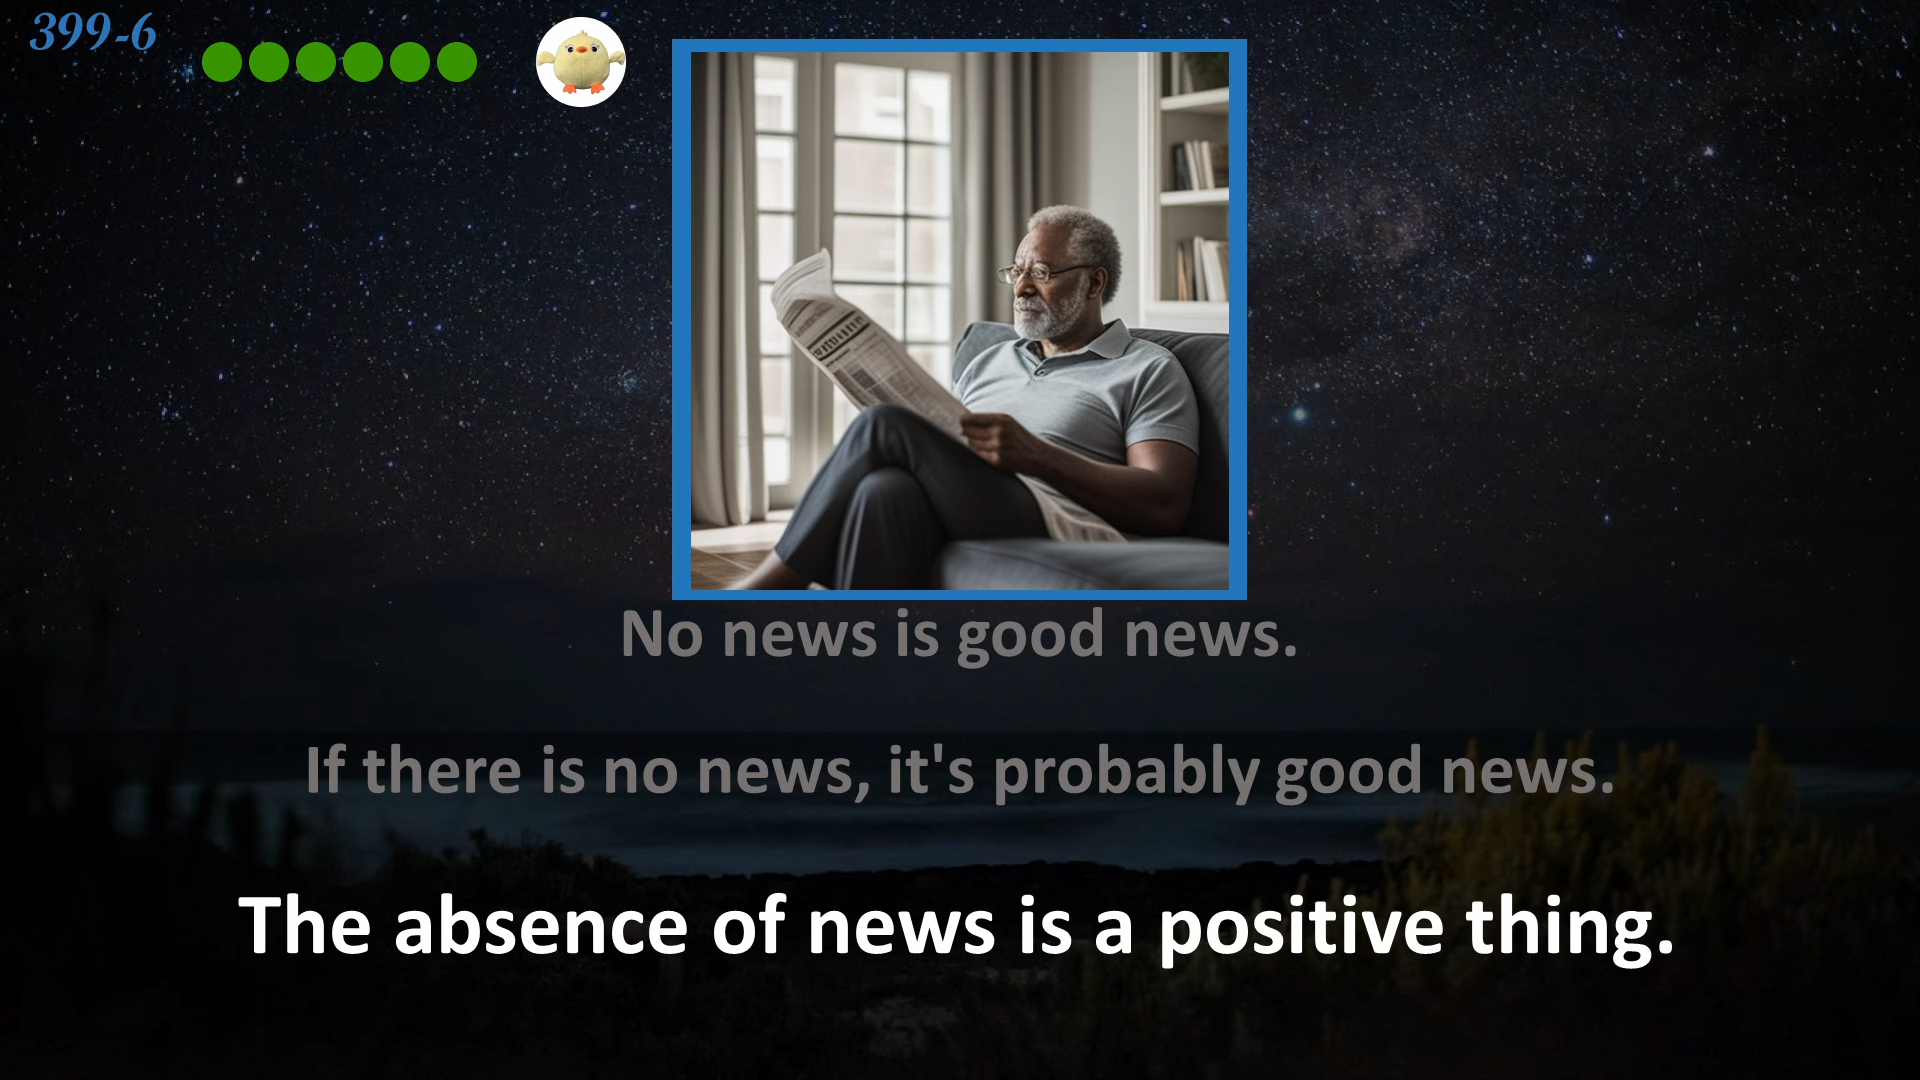 399-6
No news is good news.
If there is no news, it's probably good news.
The absence of news is a positive thing.